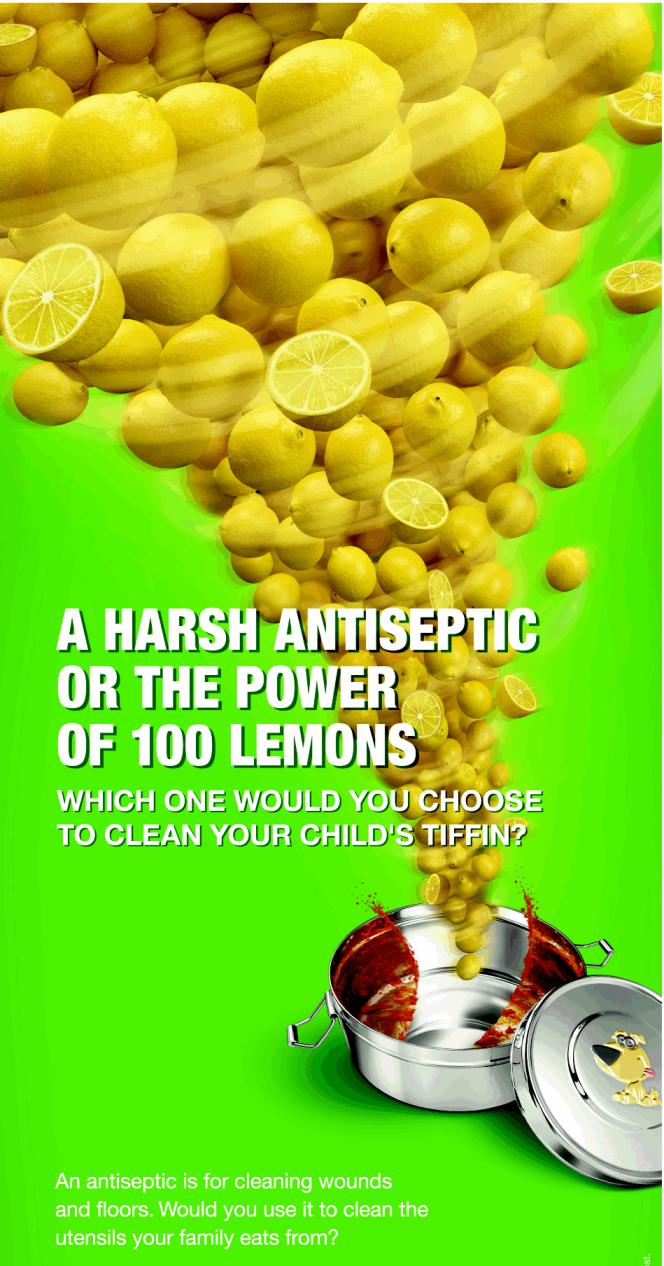 A HARSH ANTISEPTIC
OR THE POWER
OF 100 LEMONS
WHICH ONE WOULD YOU CHOOSE
TO CLEAN YOUR CHILD'S TIFFIN?
An antiseptic is for cleaning wounds
and floors. Would you use it to clean the
utensils your family eats from?